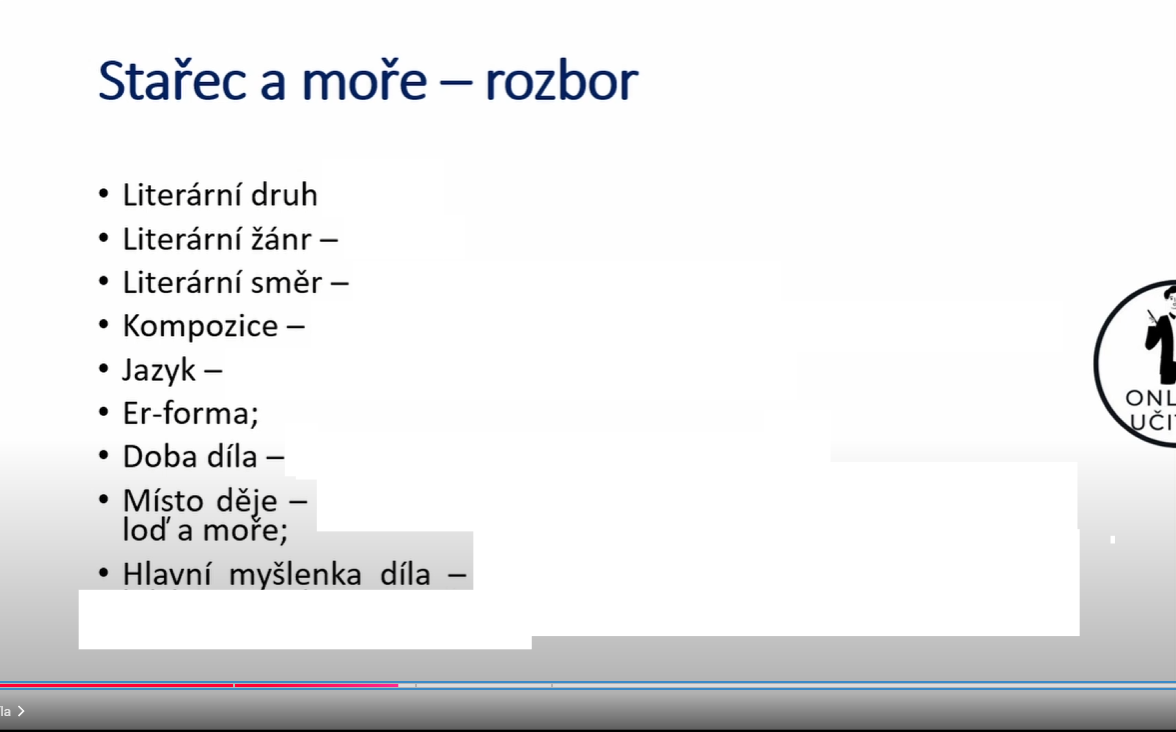 Stařec a moře – rozbor
• Literární druh
• Literární žánr –
• Literární směr –
• Kompozice –
• Jazyk –
• Er-forma;
• Doba díla –
• Místo děje –
loď a moře;
• Hlavní myšlenka díla –
ONL
UČI
la